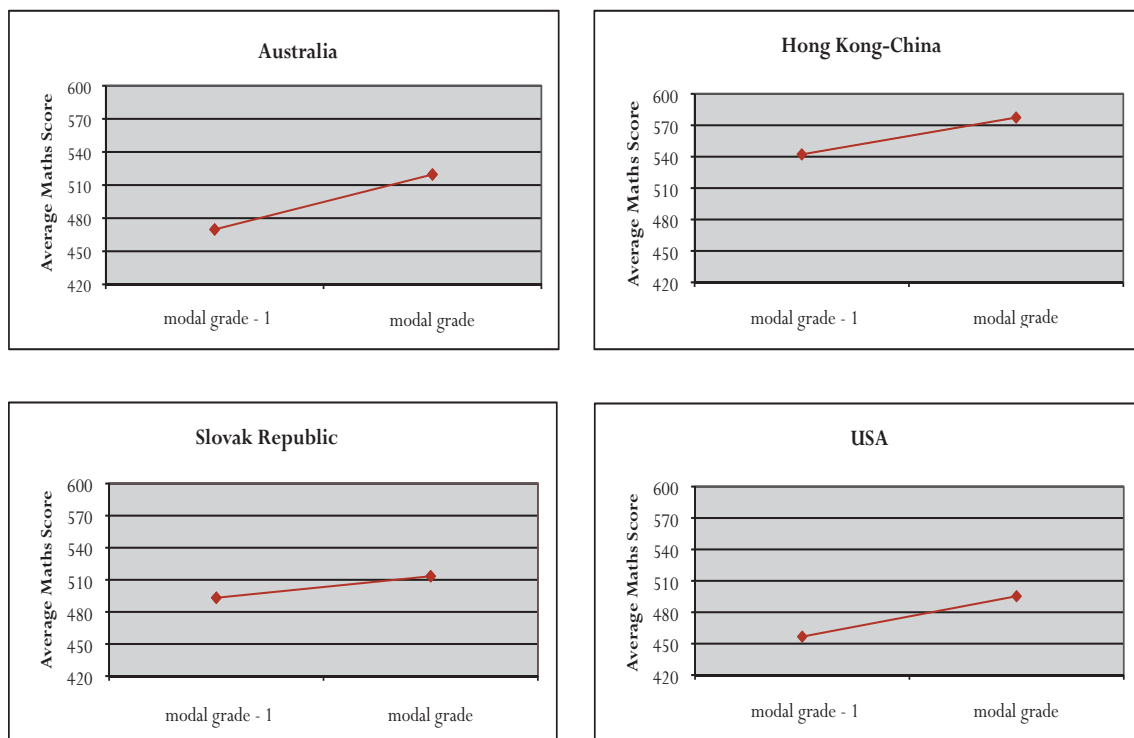 Australia
Average Maths Score
600
570
540
510
480
450
420
modal grade - 1
modal grade
Hong Kong-China
Average Maths Score
600
570
540
510
480
450
420
modal grade - 1
modal grade
Slovak Republic
Average Maths Score
600
570
540
510
480
450
420
modal grade - 1
modal grade
USA
Average Maths Score
600
570
540
510
480
450
420
modal grade - 1
modal grade